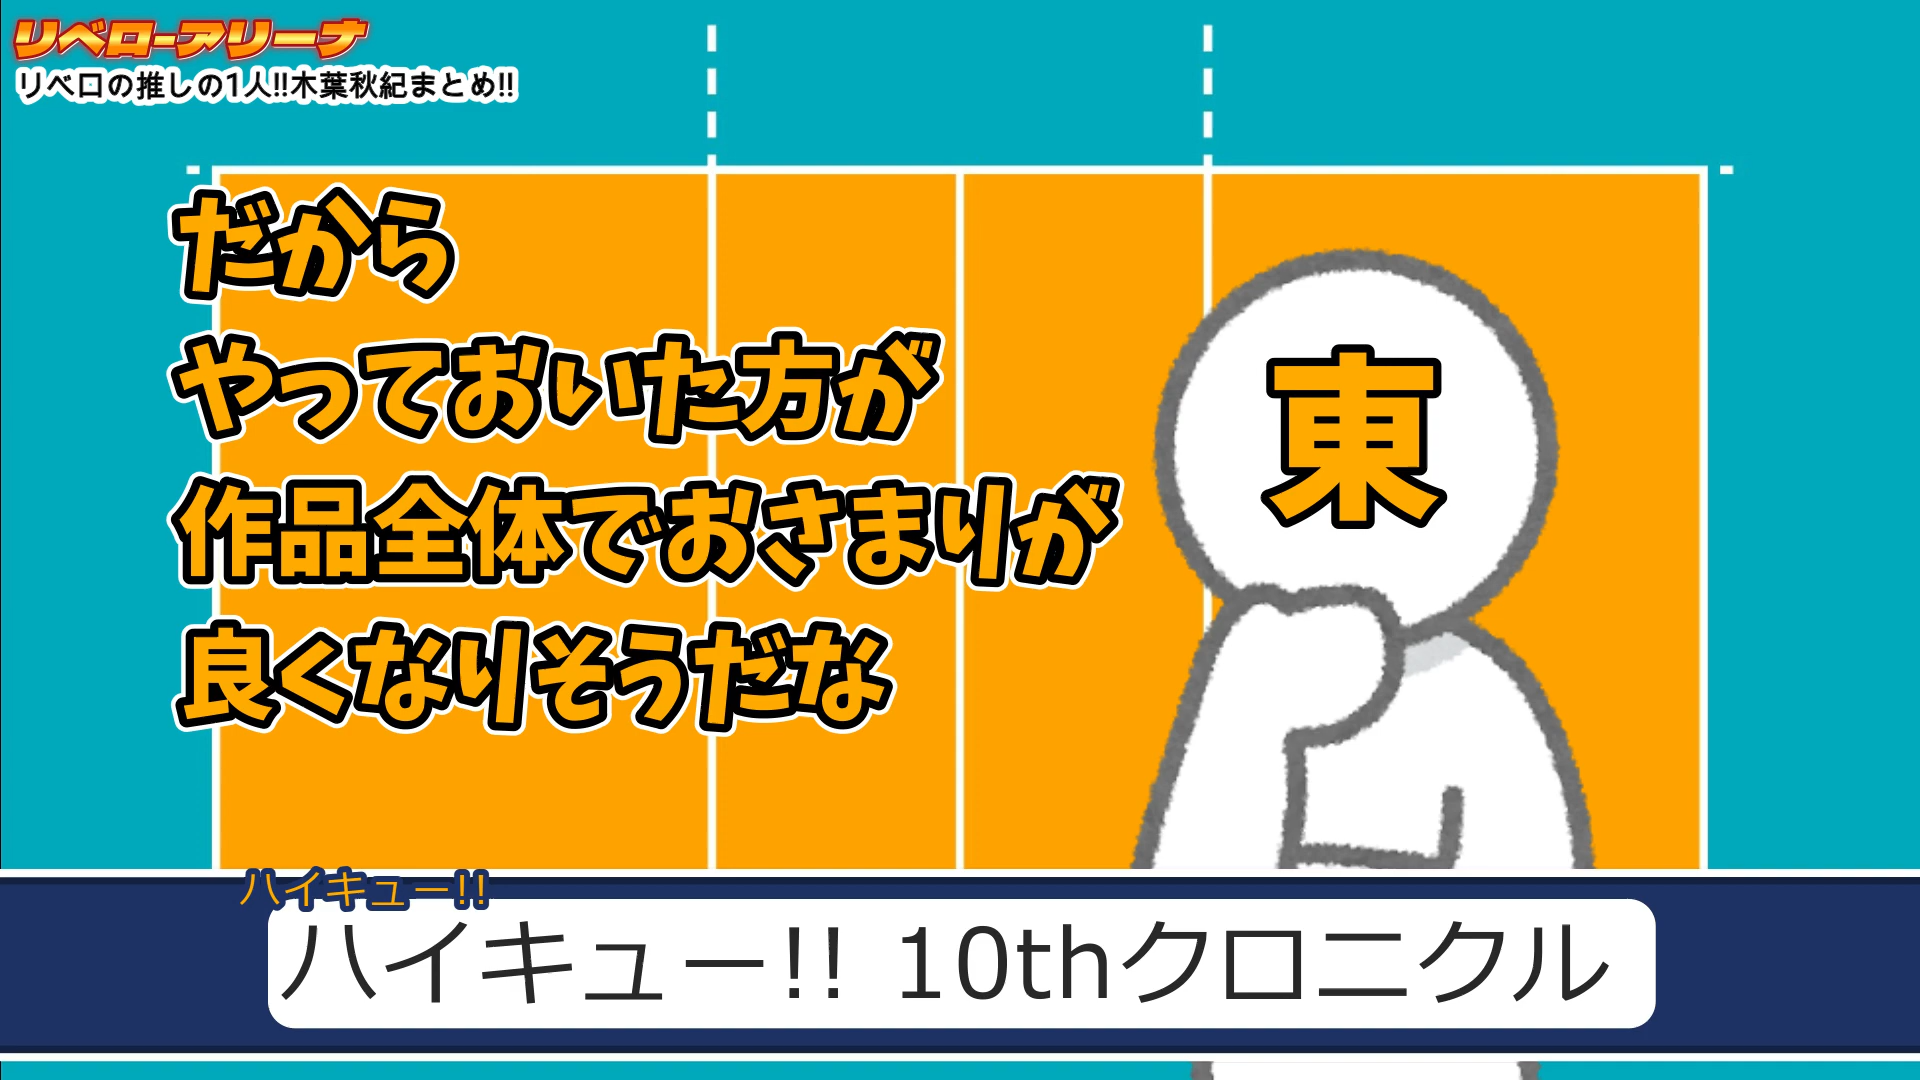 リベローアリーナ
リベロの推しの1人!!木葉秋紀まとめ!!
だから
やっておいた方が
作品全体でおさまりが
良くなりそうだな
東
ハイキュー!!
ハイキュー!! 10thクロニクル